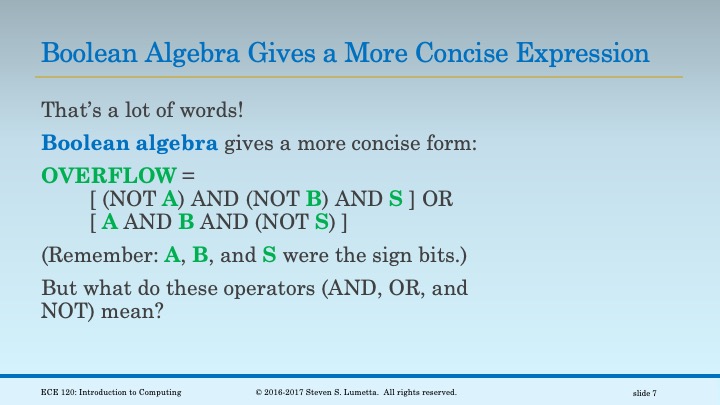 Boolean Algebra Gives a More Concise Expression
That’s a lot of words!
Boolean algebra gives a more concise form:
OVERFLOW =
[ (NOT A) AND (NOT B) AND S ] OR
[ A AND B AND (NOT S) ]
(Remember: A, B, and S were the sign bits.)
But what do these operators (AND, OR, and
NOT) mean?
ECE 120: Introduction to Computing
© 2016-2017 Steven S. Lumetta. All rights reserved.
slide 7